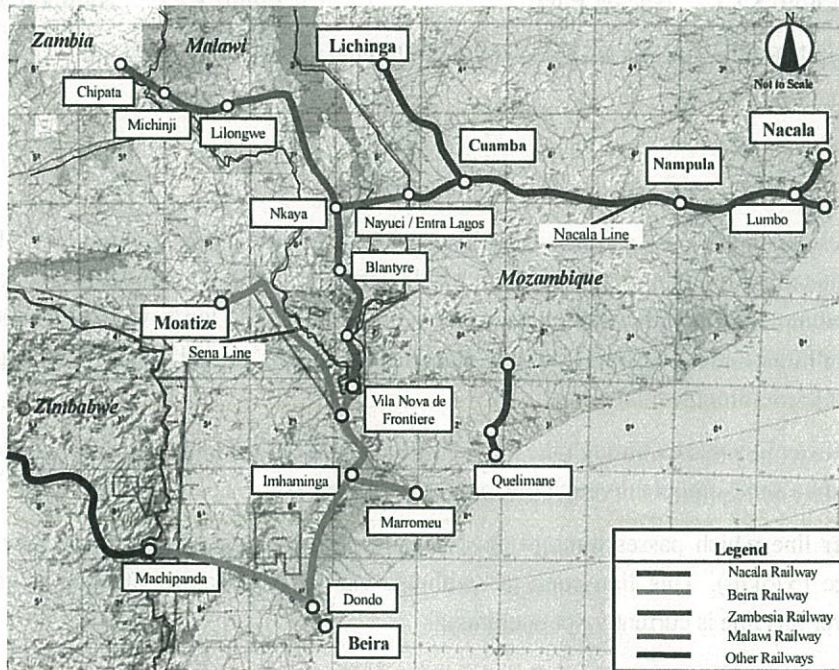 N
Not to Scale
Zambia
Malawi
Lichinga
Chipata
Michinji
Lilongwe
Cuamba
Nacala
Nampula
Nkaya
Nayuci / Entra Lagos
Lumbo
Nacala Line
Blantyre
Mozambique
Moatize
Sena Line
Zimbabwe
Vila Nova de
Frontiere
Imhaminga
Quelimane
Marromeu
Machipanda
Dondo
Beira
Legend
Nacala Railway
Beira Railway
Zambesia Railway
Malawi Railway
Other Railways